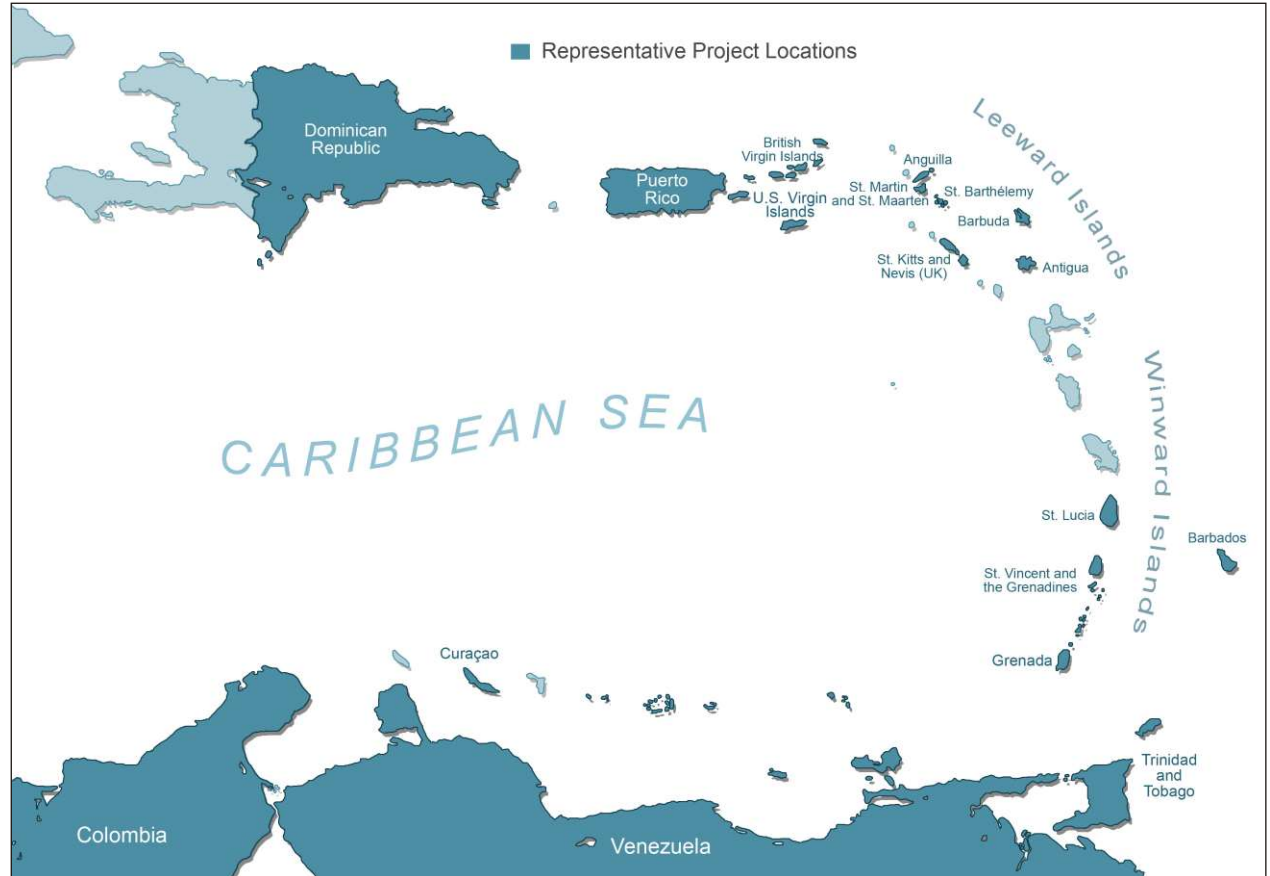 Representative Project Locations
Dominican
Republic
Puerto
Rico
British
Virgin Islands
U.S. Virgin
Islands
Anguilla
St. Martin
and St. Maarten
St. Barthélemy
Barbuda
St. Kitts and
Nevis (UK)
Antigua
Leeward Islands
CARIBBEAN SEA
Winward Islands
St. Lucia
Barbados
St. Vincent and
the Grenadines
Grenada
Curaçao
Trinidad
and
Tobago
Colombia
Venezuela